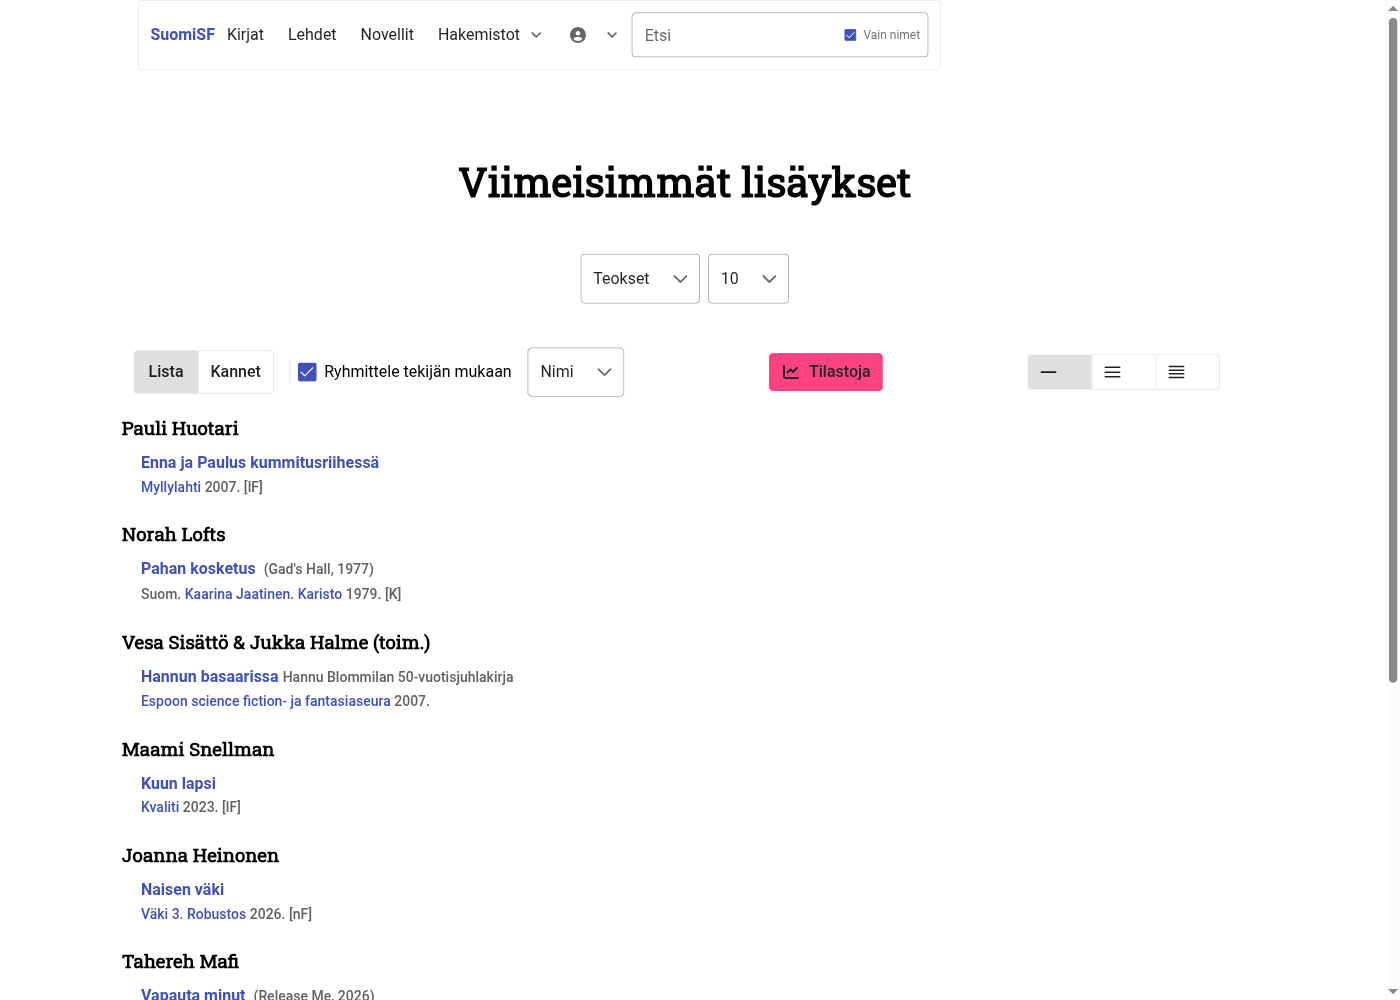 SuomiSF Kirjat Lehdet Novellit Hakemistot Etsi Vain nimet
Viimeisimmät lisäykset
Teokset 10
Lista Kannet Ryhmittele tekijän mukaan Nimi Tilastoja
Pauli Huotari
Enna ja Paulus kummitusriihessä
Myllylahti 2007. [lF]
Norah Lofts
Pahan kosketus (Gad's Hall, 1977)
Suom. Kaarina Jaatinen. Karisto 1979. [K]
Vesa Sisättö & Jukka Halme (toim.)
Hannun basaarissa Hannu Blommilan 50-vuotisjuhlakirja
Espoon science fiction- ja fantasiaseura 2007.
Maami Snellman
Kuun lapsi
Kvaliti 2023. [lF]
Joanna Heinonen
Naisen väki
Väki 3. Robustos 2026. [nF]
Tahereh Mafi
Vapauta minut (Release Me, 2026)